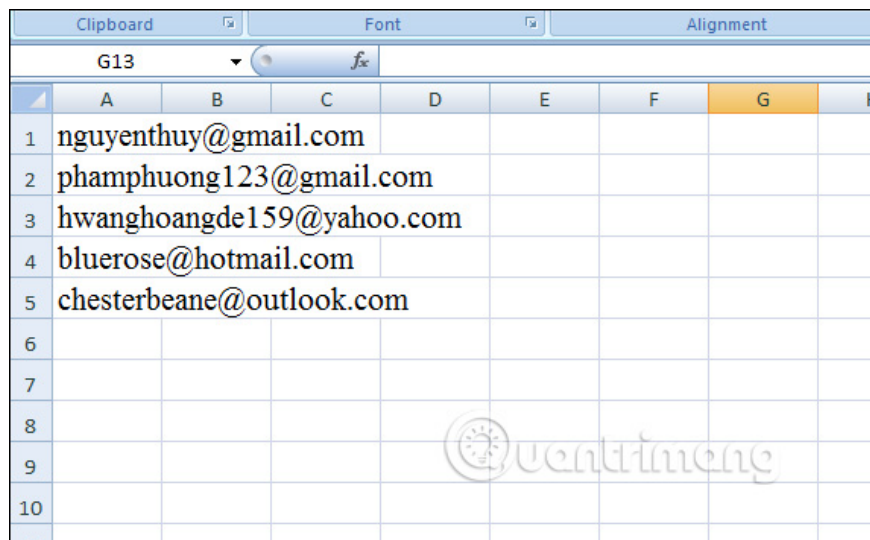 Clipboard Font Alignment
G13 fx
A B C D E F G
1 nguyenthuy@gmail.com
2 phamphuong123@gmail.com
3 hwanghoangde159@yahoo.com
4 bluerose@hotmail.com
5 chesterbeane@outlook.com
6
7
8
9
10
Quantrimang